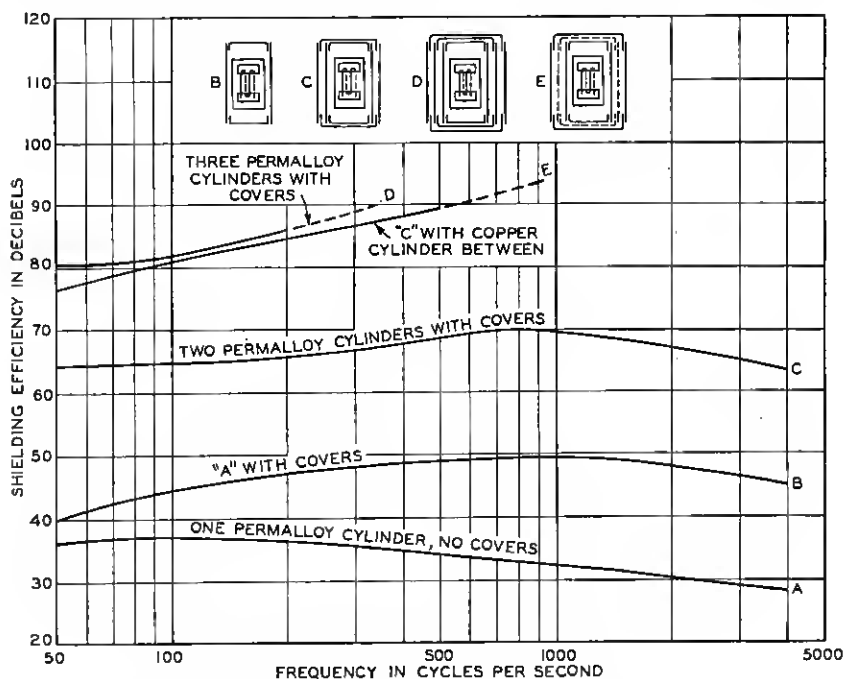 120
110
100
90
80
70
60
50
40
30
20
SHIELDING EFFICIENCY IN DECIBELS
B
C
D
E
THREE PERMALLOY
CYLINDERS WITH
COVERS
D
E
"C" WITH COPPER
CYLINDER BETWEEN
TWO PERMALLOY CYLINDERS WITH COVERS
C
"A" WITH COVERS
B
ONE PERMALLOY CYLINDER, NO COVERS
A
50
100
500
1000
5000
FREQUENCY IN CYCLES PER SECOND